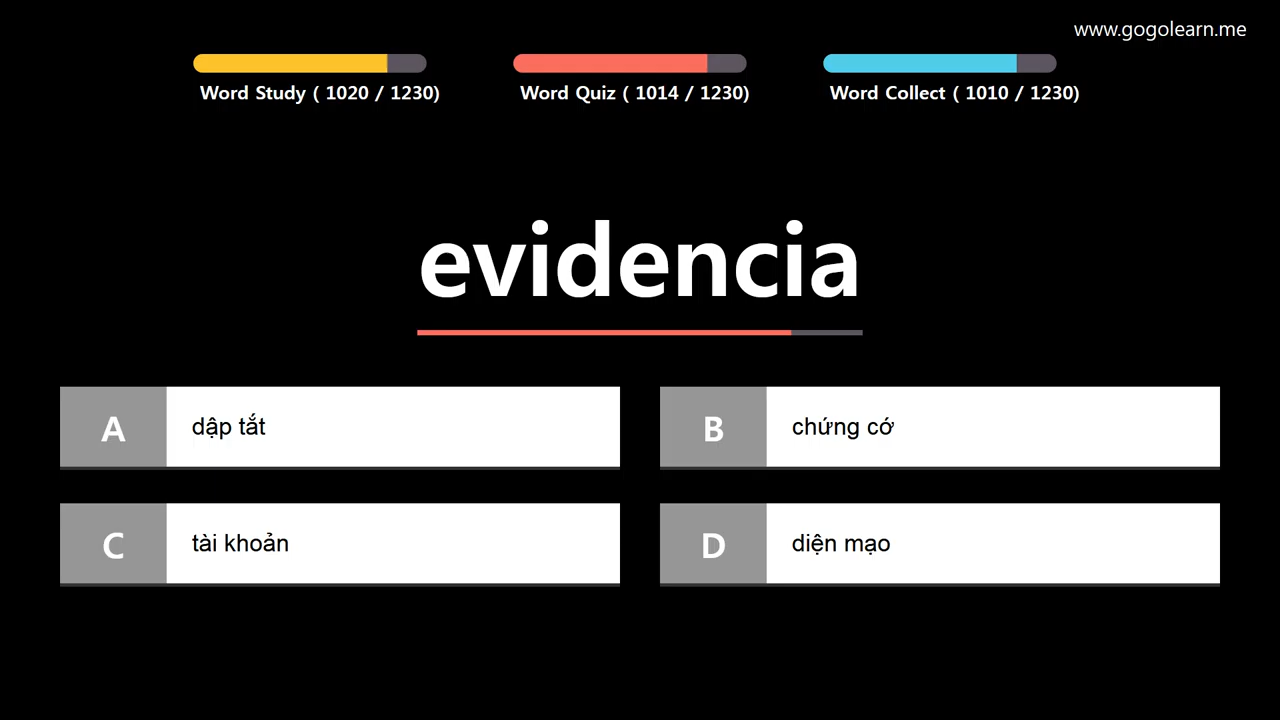 www.gogolearn.me
Word Study ( 1020 / 1230)
Word Quiz ( 1014 / 1230)
Word Collect ( 1010 / 1230)
evidencia
A
dập tắt
B
chứng cớ
C
tài khoản
D
diện mạo